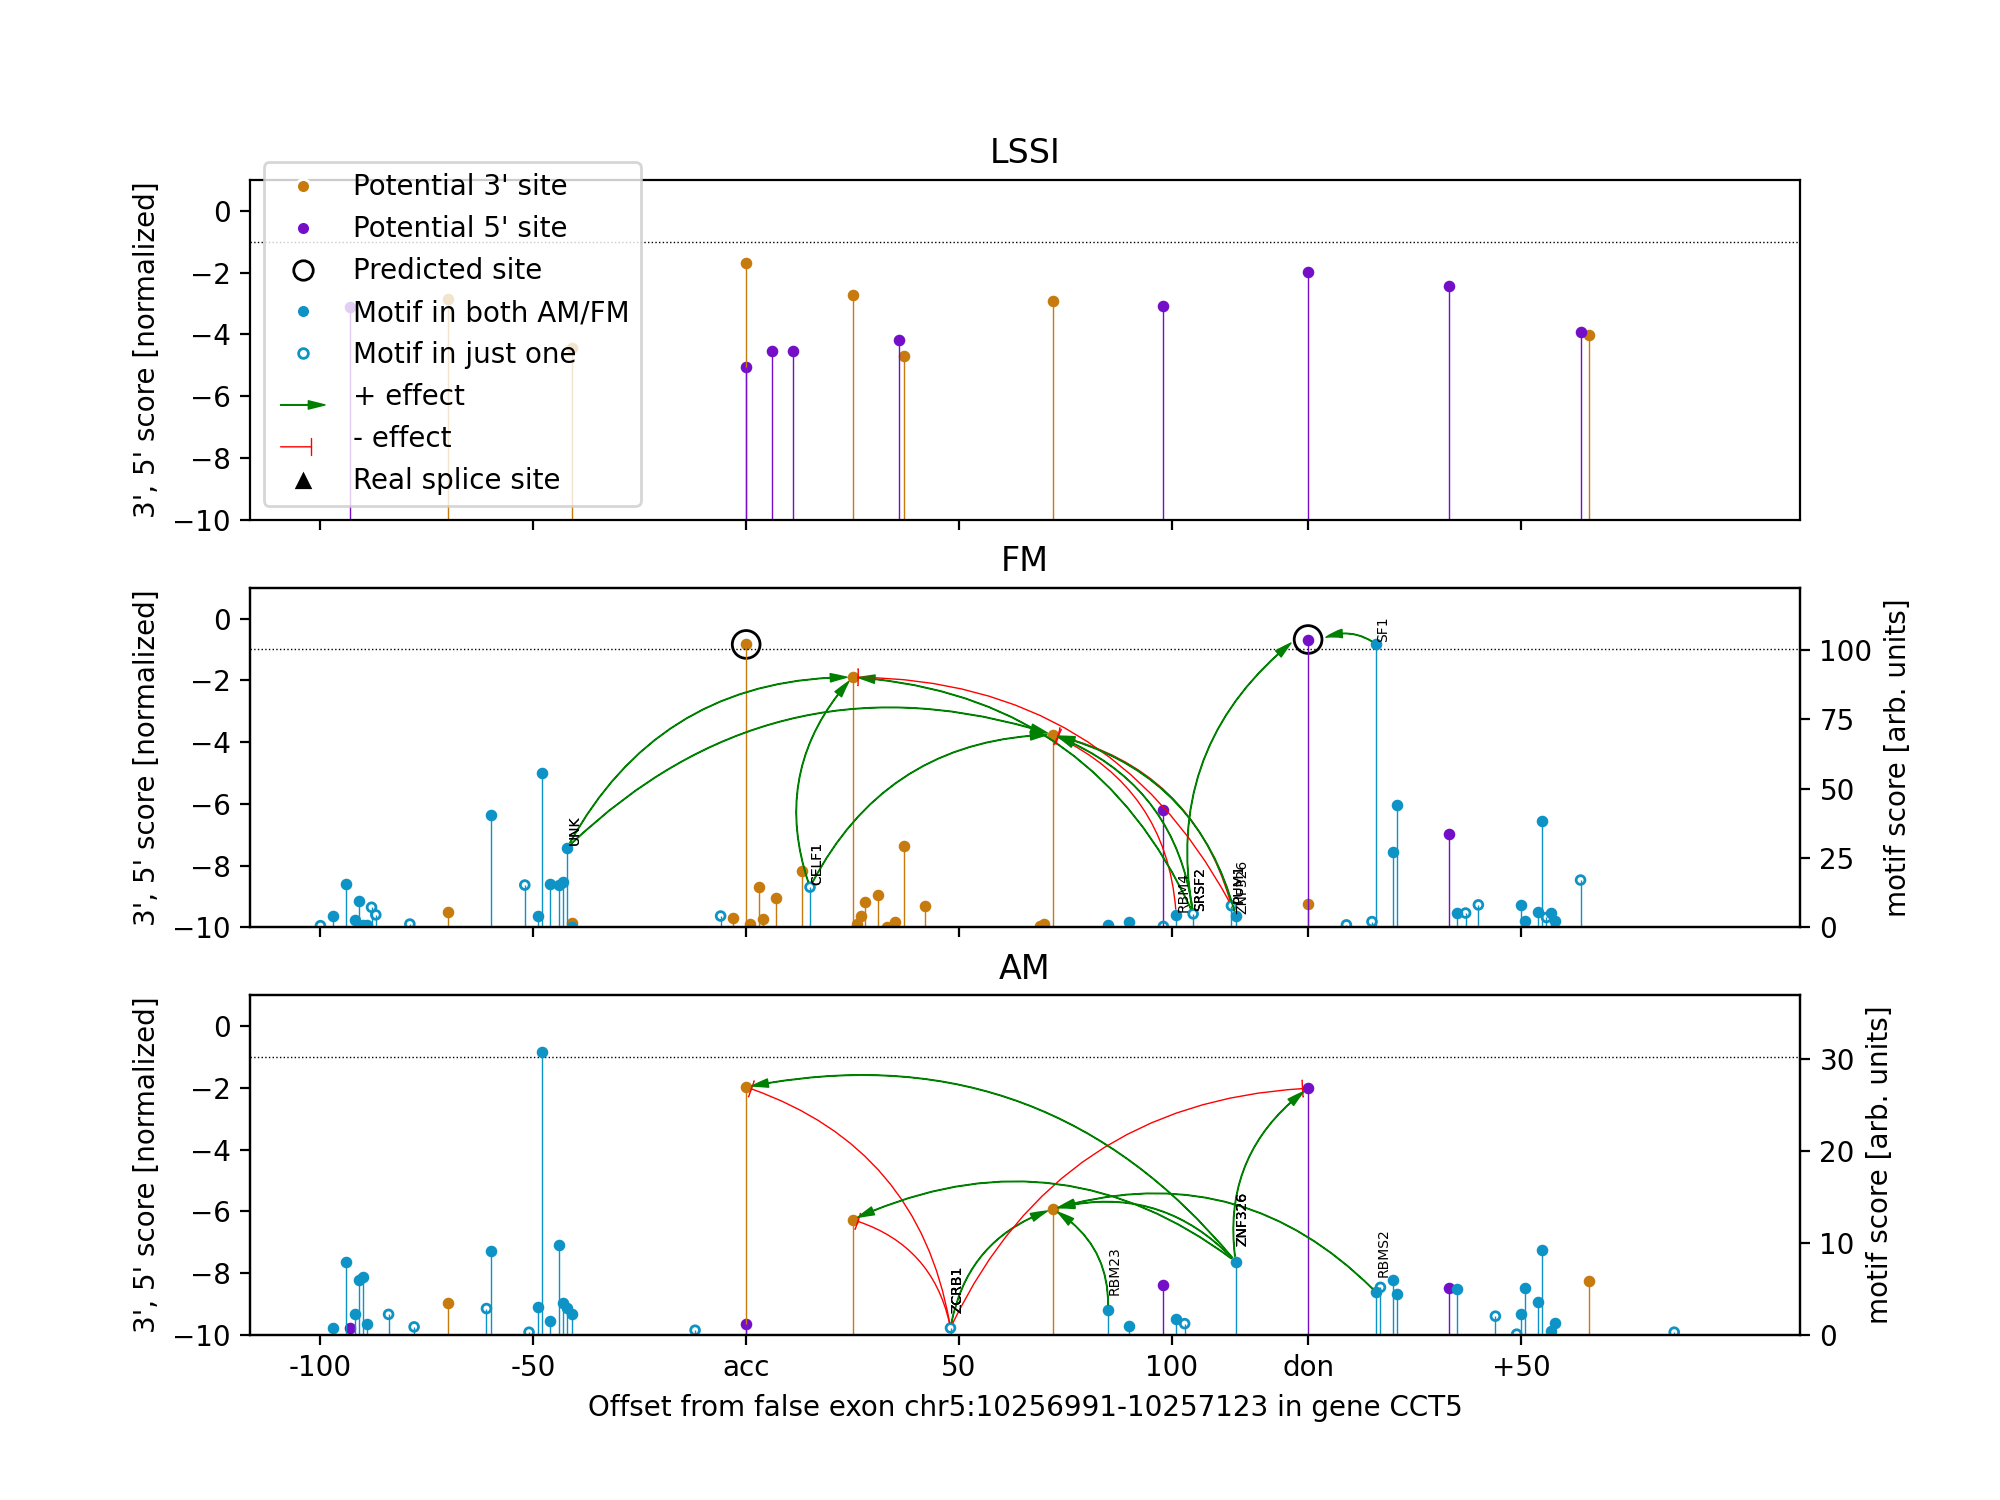 LSSI
3', 5' score [normalized]
0
−2
−4
−6
−8
−10
Potential 3' site
Potential 5' site
Predicted site
Motif in both AM/FM
Motif in just one
+ effect
- effect
Real splice site
FM
3', 5' score [normalized]
0
−2
−4
−6
−8
−10
UNK
CELF1
RBM4
SRSF2
ZNF326
SF1
100
75
50
25
0
motif score [arb. units]
AM
3', 5' score [normalized]
0
−2
−4
−6
−8
−10
ZCRB1
RBM23
ZNF326
RBMS2
30
20
10
0
motif score [arb. units]
-100
-50
acc
50
100
don
+50
Offset from false exon chr5:10256991-10257123 in gene CCT5